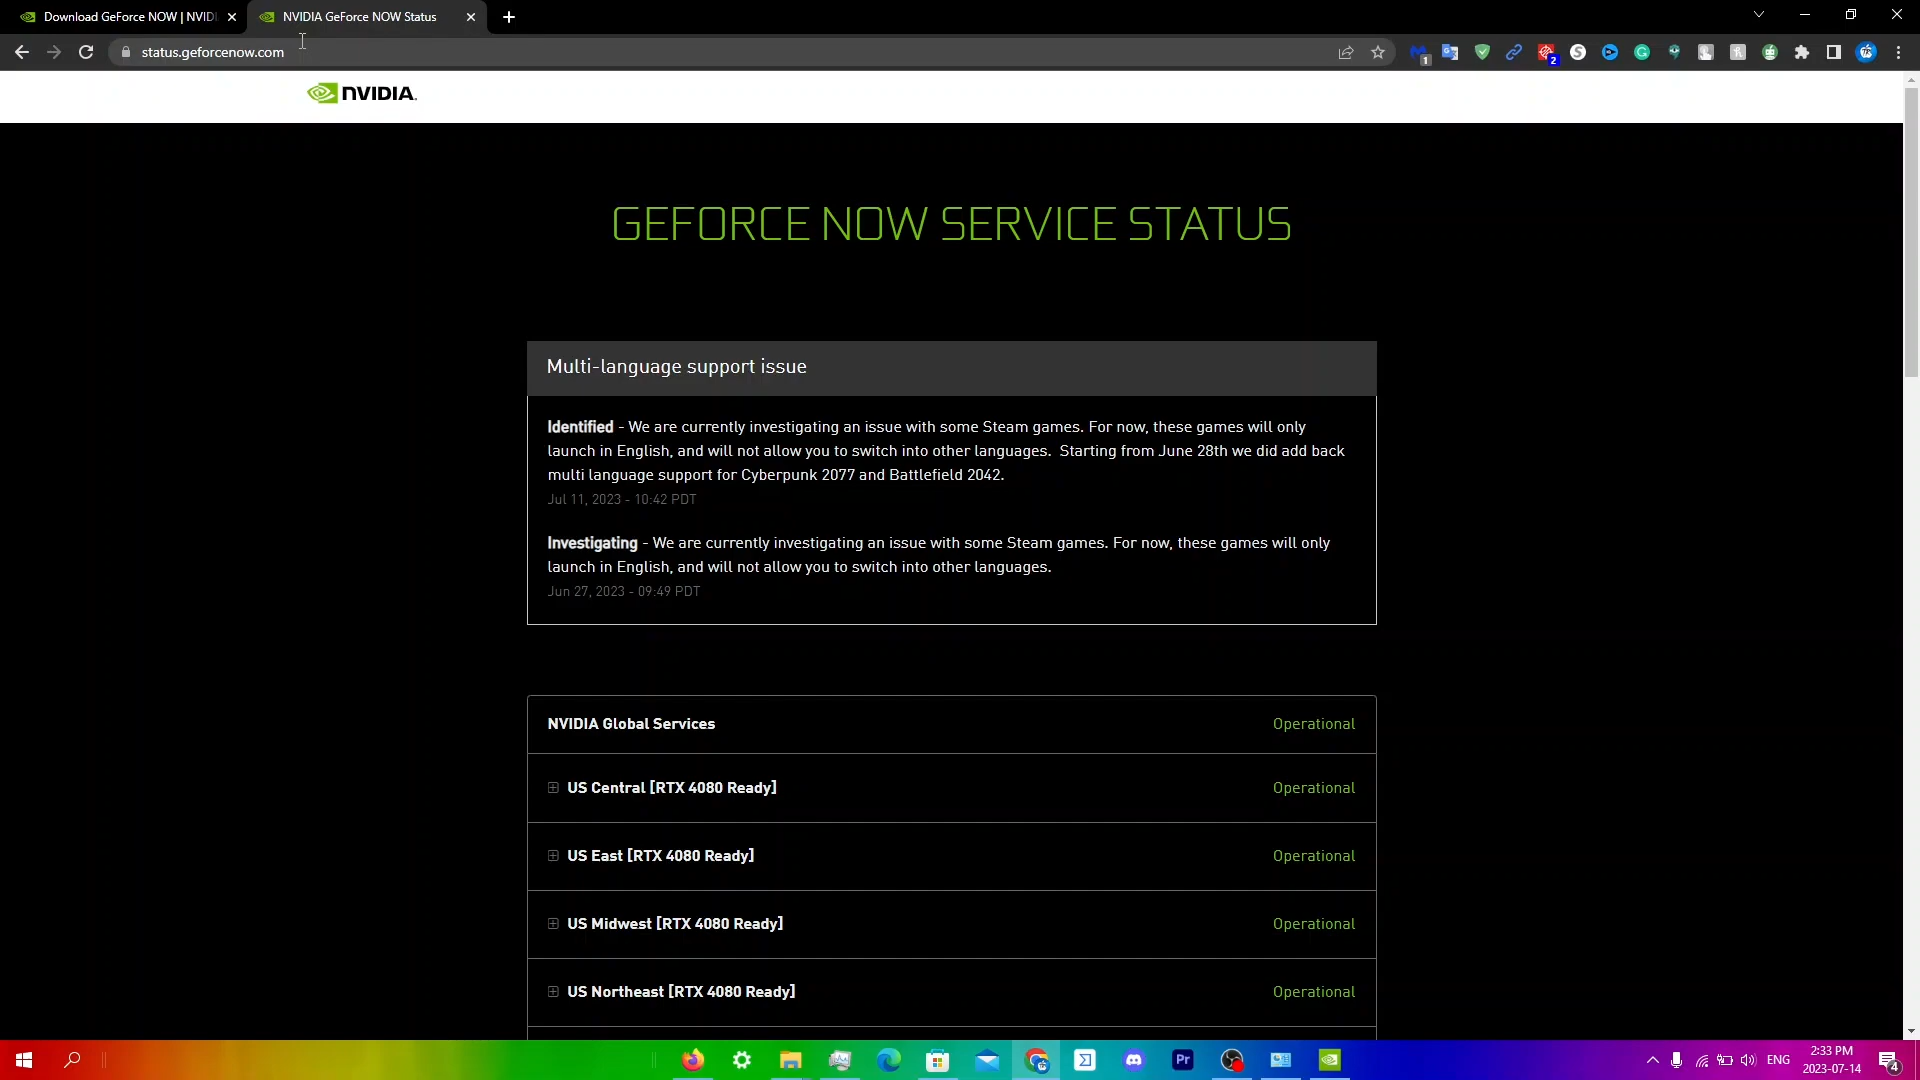 Download GeForce NOW | NVIDI
NVIDIA GeForce NOW Status
status.geforcenow.com
1
2
NVIDIA.
GEFORCE NOW SERVICE STATUS
Multi-language support issue
Identified - We are currently investigating an issue with some Steam games. For now, these games will only
launch in English, and will not allow you to switch into other languages.  Starting from June 28th we did add back
multi language support for Cyberpunk 2077 and Battlefield 2042.
Jul 11, 2023 - 10:42 PDT
Investigating - We are currently investigating an issue with some Steam games. For now, these games will only
launch in English, and will not allow you to switch into other languages.
Jun 27, 2023 - 09:49 PDT
NVIDIA Global Services Operational
US Central [RTX 4080 Ready] Operational
US East [RTX 4080 Ready] Operational
US Midwest [RTX 4080 Ready] Operational
US Northeast [RTX 4080 Ready] Operational
Pr
ENG
2:33 PM
2023-07-14
4